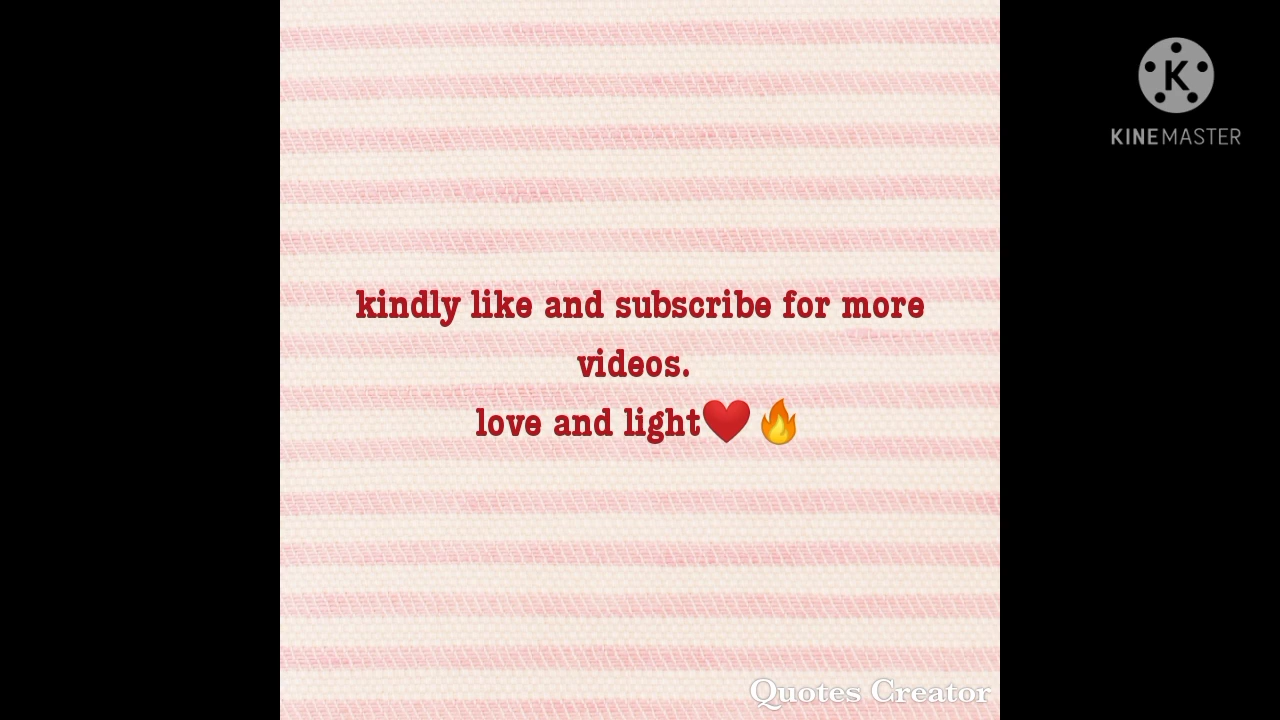 K
KINEMASTER
kindly like and subscribe for more
videos.
love and light❤️🔥
Quotes Creator